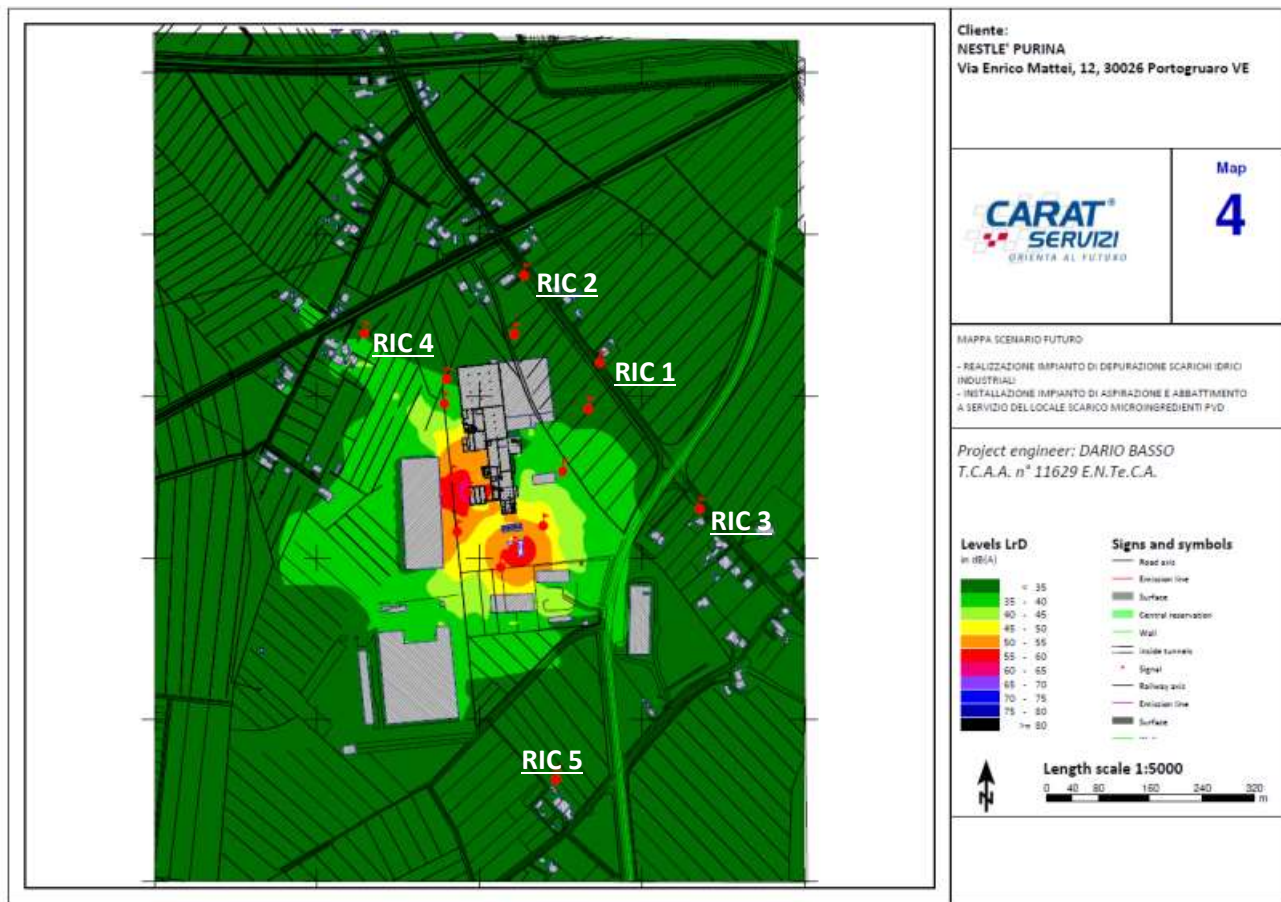 Cliente:
NESTLE' PURINA
Via Enrico Mattei, 12, 30026 Portogruaro VE
CARAT®
SERVIZI
ORIENTA AL FUTURO
Map
4
MAPPA SCENARIO FUTURO
- REALIZZAZIONE IMPIANTO DI DEPURAZIONE SCARICHI IDRICI
INDUSTRIALI
- INSTALLAZIONE IMPIANTO DI ASPIRAZIONE E ABBATTIMENTO
A SERVIZIO DEL LOCALE SCARICO MICROINGREDIENTI PVD
Project engineer: DARIO BASSO
T.C.A.A. n° 11629 E.N.Te.C.A.
Levels LrD
in dB(A)
< 35
35 - 40
40 - 45
45 - 50
50 - 55
55 - 60
60 - 65
65 - 70
70 - 75
75 - 80
>= 80
Signs and symbols
Road axis
Emission line
Surface
Central reservation
Wall
Inside tunnels
Signal
Railway axis
Emission line
Surface
Length scale 1:5000
0 40 80 160 240 320
m
N
RIC 2
RIC 4
RIC 1
RIC 3
RIC 5